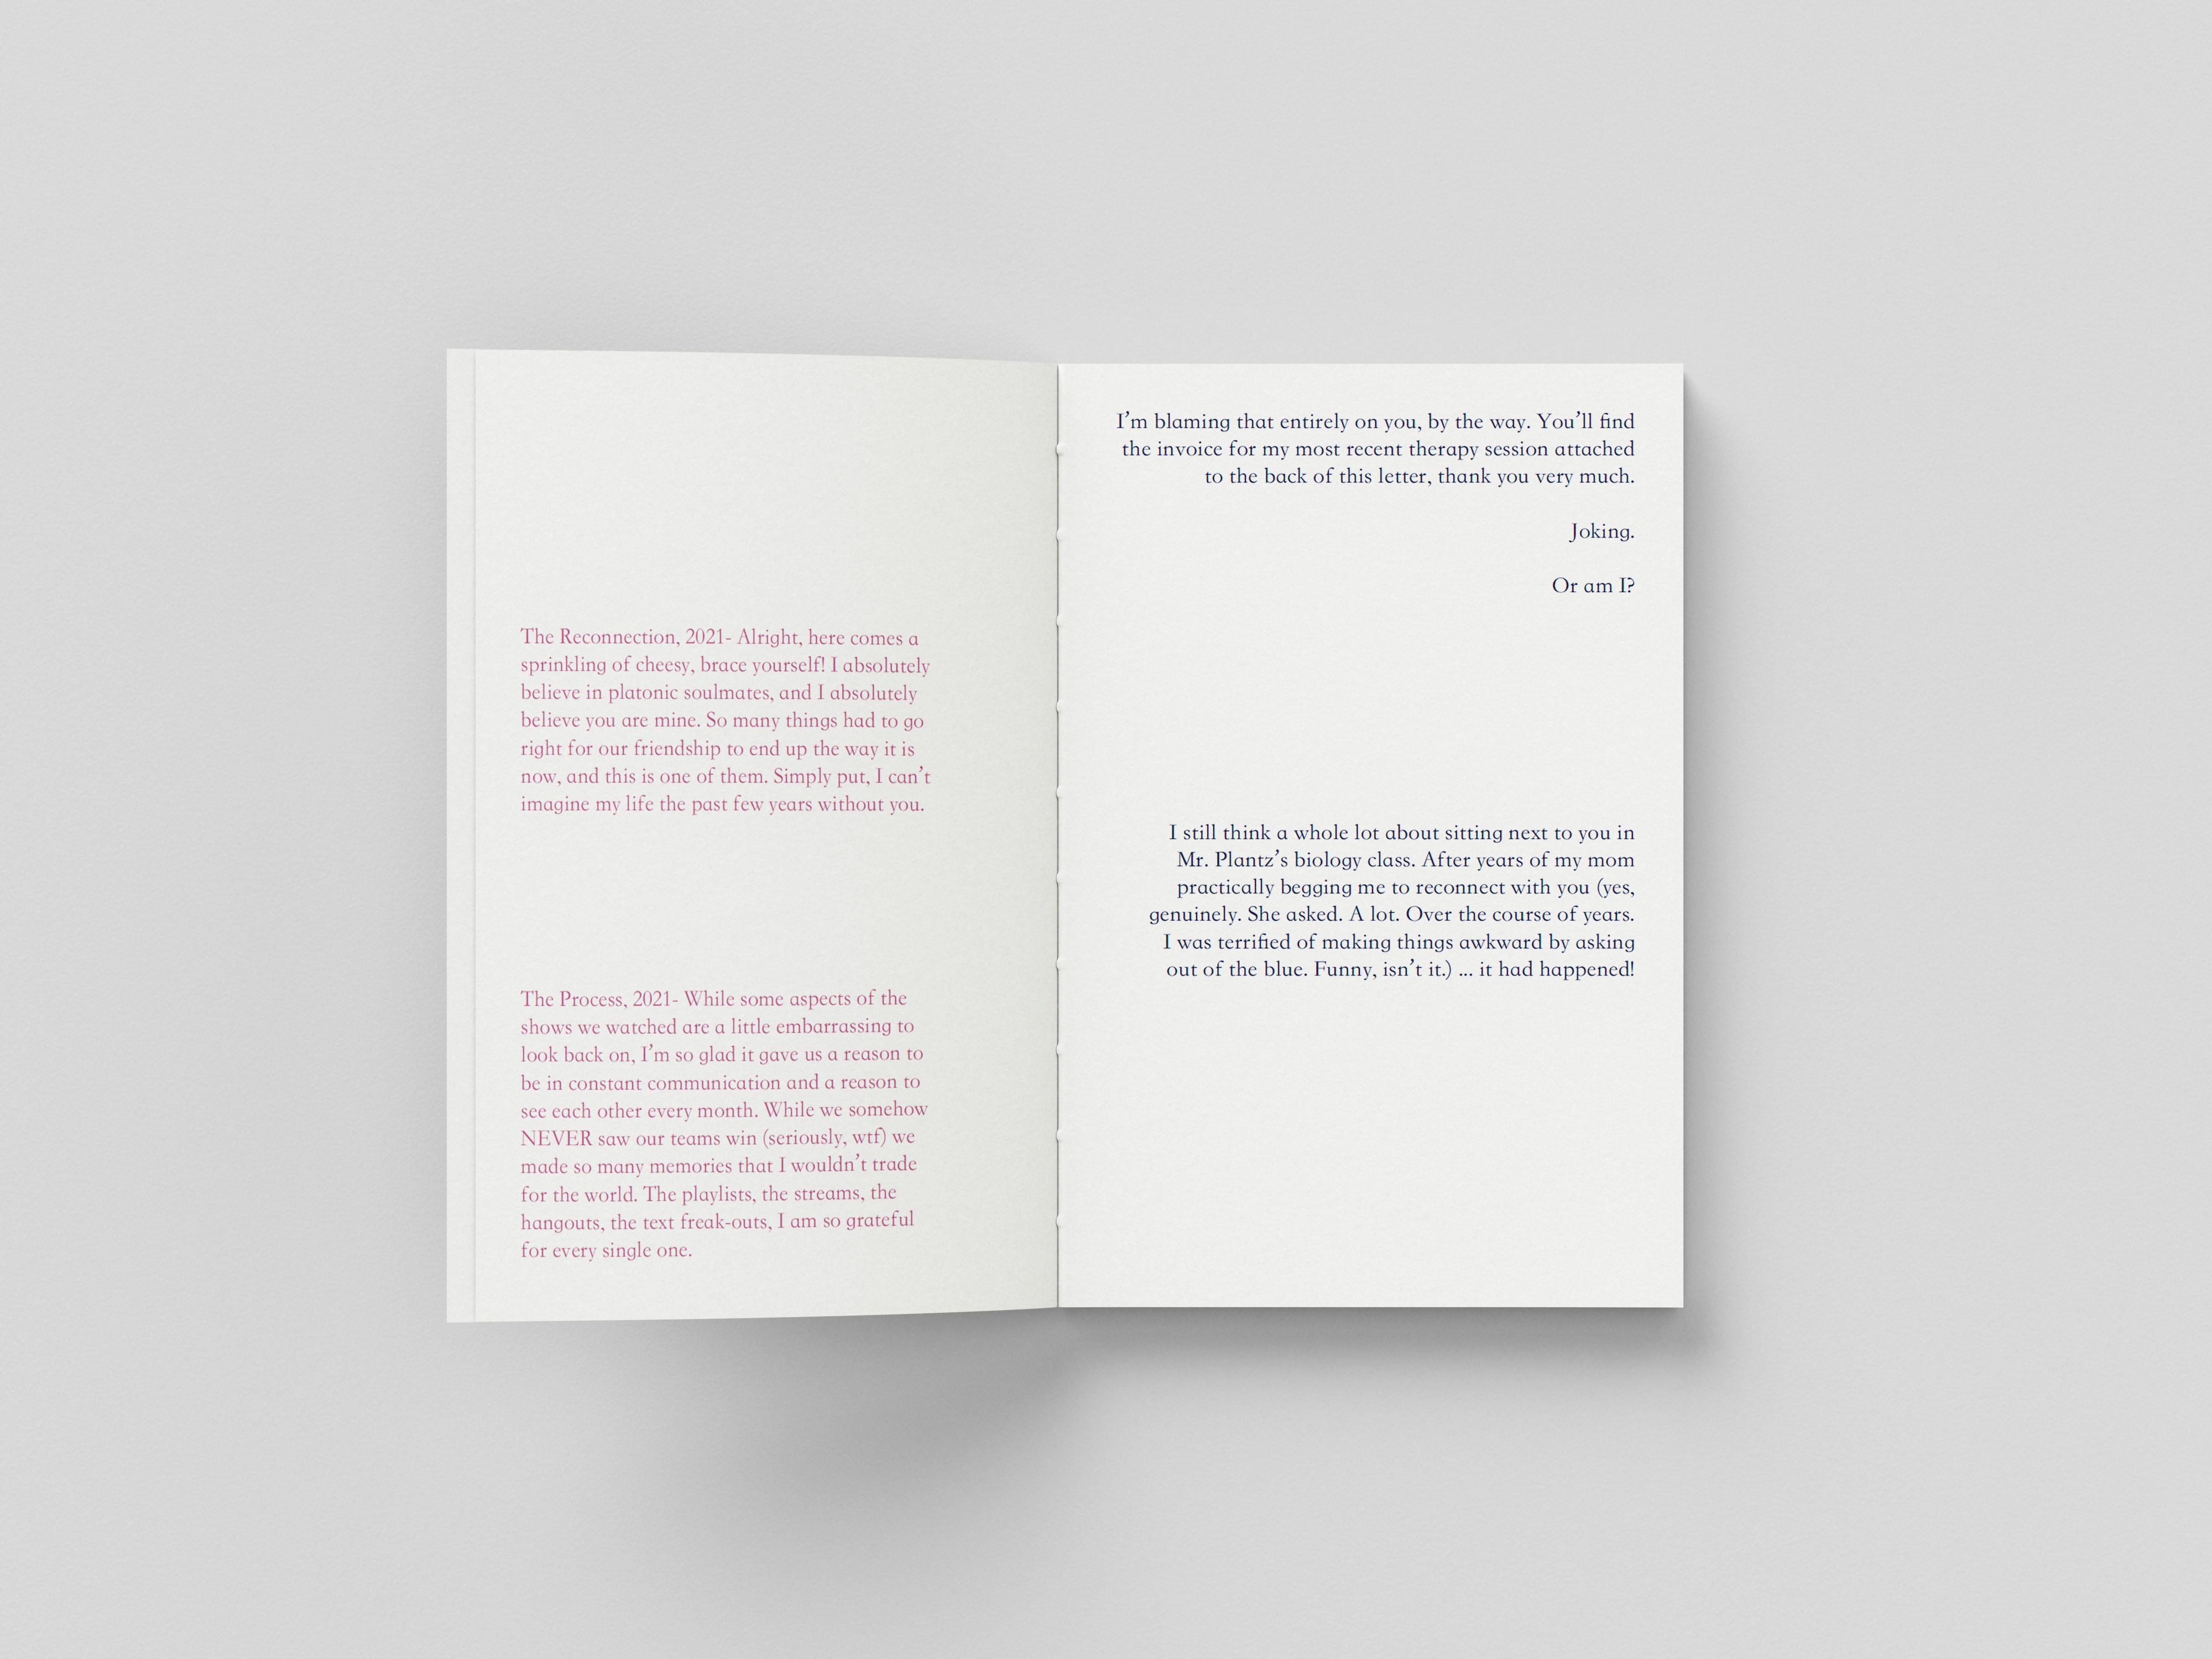 The Reconnection, 2021- Alright, here comes a
sprinkling of cheesy, brace yourself! I absolutely
believe in platonic soulmates, and I absolutely
believe you are mine. So many things had to go
right for our friendship to end up the way it is
now, and this is one of them. Simply put, I can’t
imagine my life the past few years without you.
The Process, 2021- While some aspects of the
shows we watched are a little embarrassing to
look back on, I’m so glad it gave us a reason to
be in constant communication and a reason to
see each other every month. While we somehow
NEVER saw our teams win (seriously, wtf) we
made so many memories that I wouldn’t trade
for the world. The playlists, the streams, the
hangouts, the text freak-outs, I am so grateful
for every single one.
I’m blaming that entirely on you, by the way. You’ll find
the invoice for my most recent therapy session attached
to the back of this letter, thank you very much.
Joking.
Or am I?
I still think a whole lot about sitting next to you in
Mr. Plantz’s biology class. After years of my mom
practically begging me to reconnect with you (yes,
genuinely. She asked. A lot. Over the course of years.
I was terrified of making things awkward by asking
out of the blue. Funny, isn’t it.) ... it had happened!